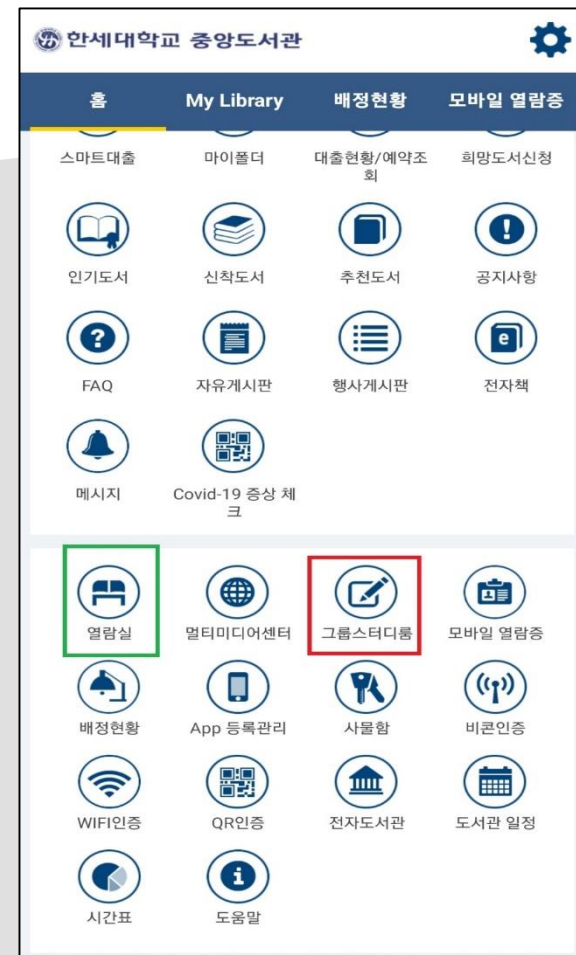 한세대학교 중앙도서관
홈 My Library 배정현황 모바일 열람증
스마트대출 마이폴더 대출현황/예약조 희망도서신청
회
인기도서 신착도서 추천도서 공지사항
FAQ 자유게시판 행사게시판 전자책
메시지 Covid-19 증상 체
크
열람실 멀티미디어센터 그룹스터디룸 모바일 열람증
배정현황 App 등록관리 사물함 비콘인증
WIFI인증 QR인증 전자도서관 도서관 일정
시간표 도움말